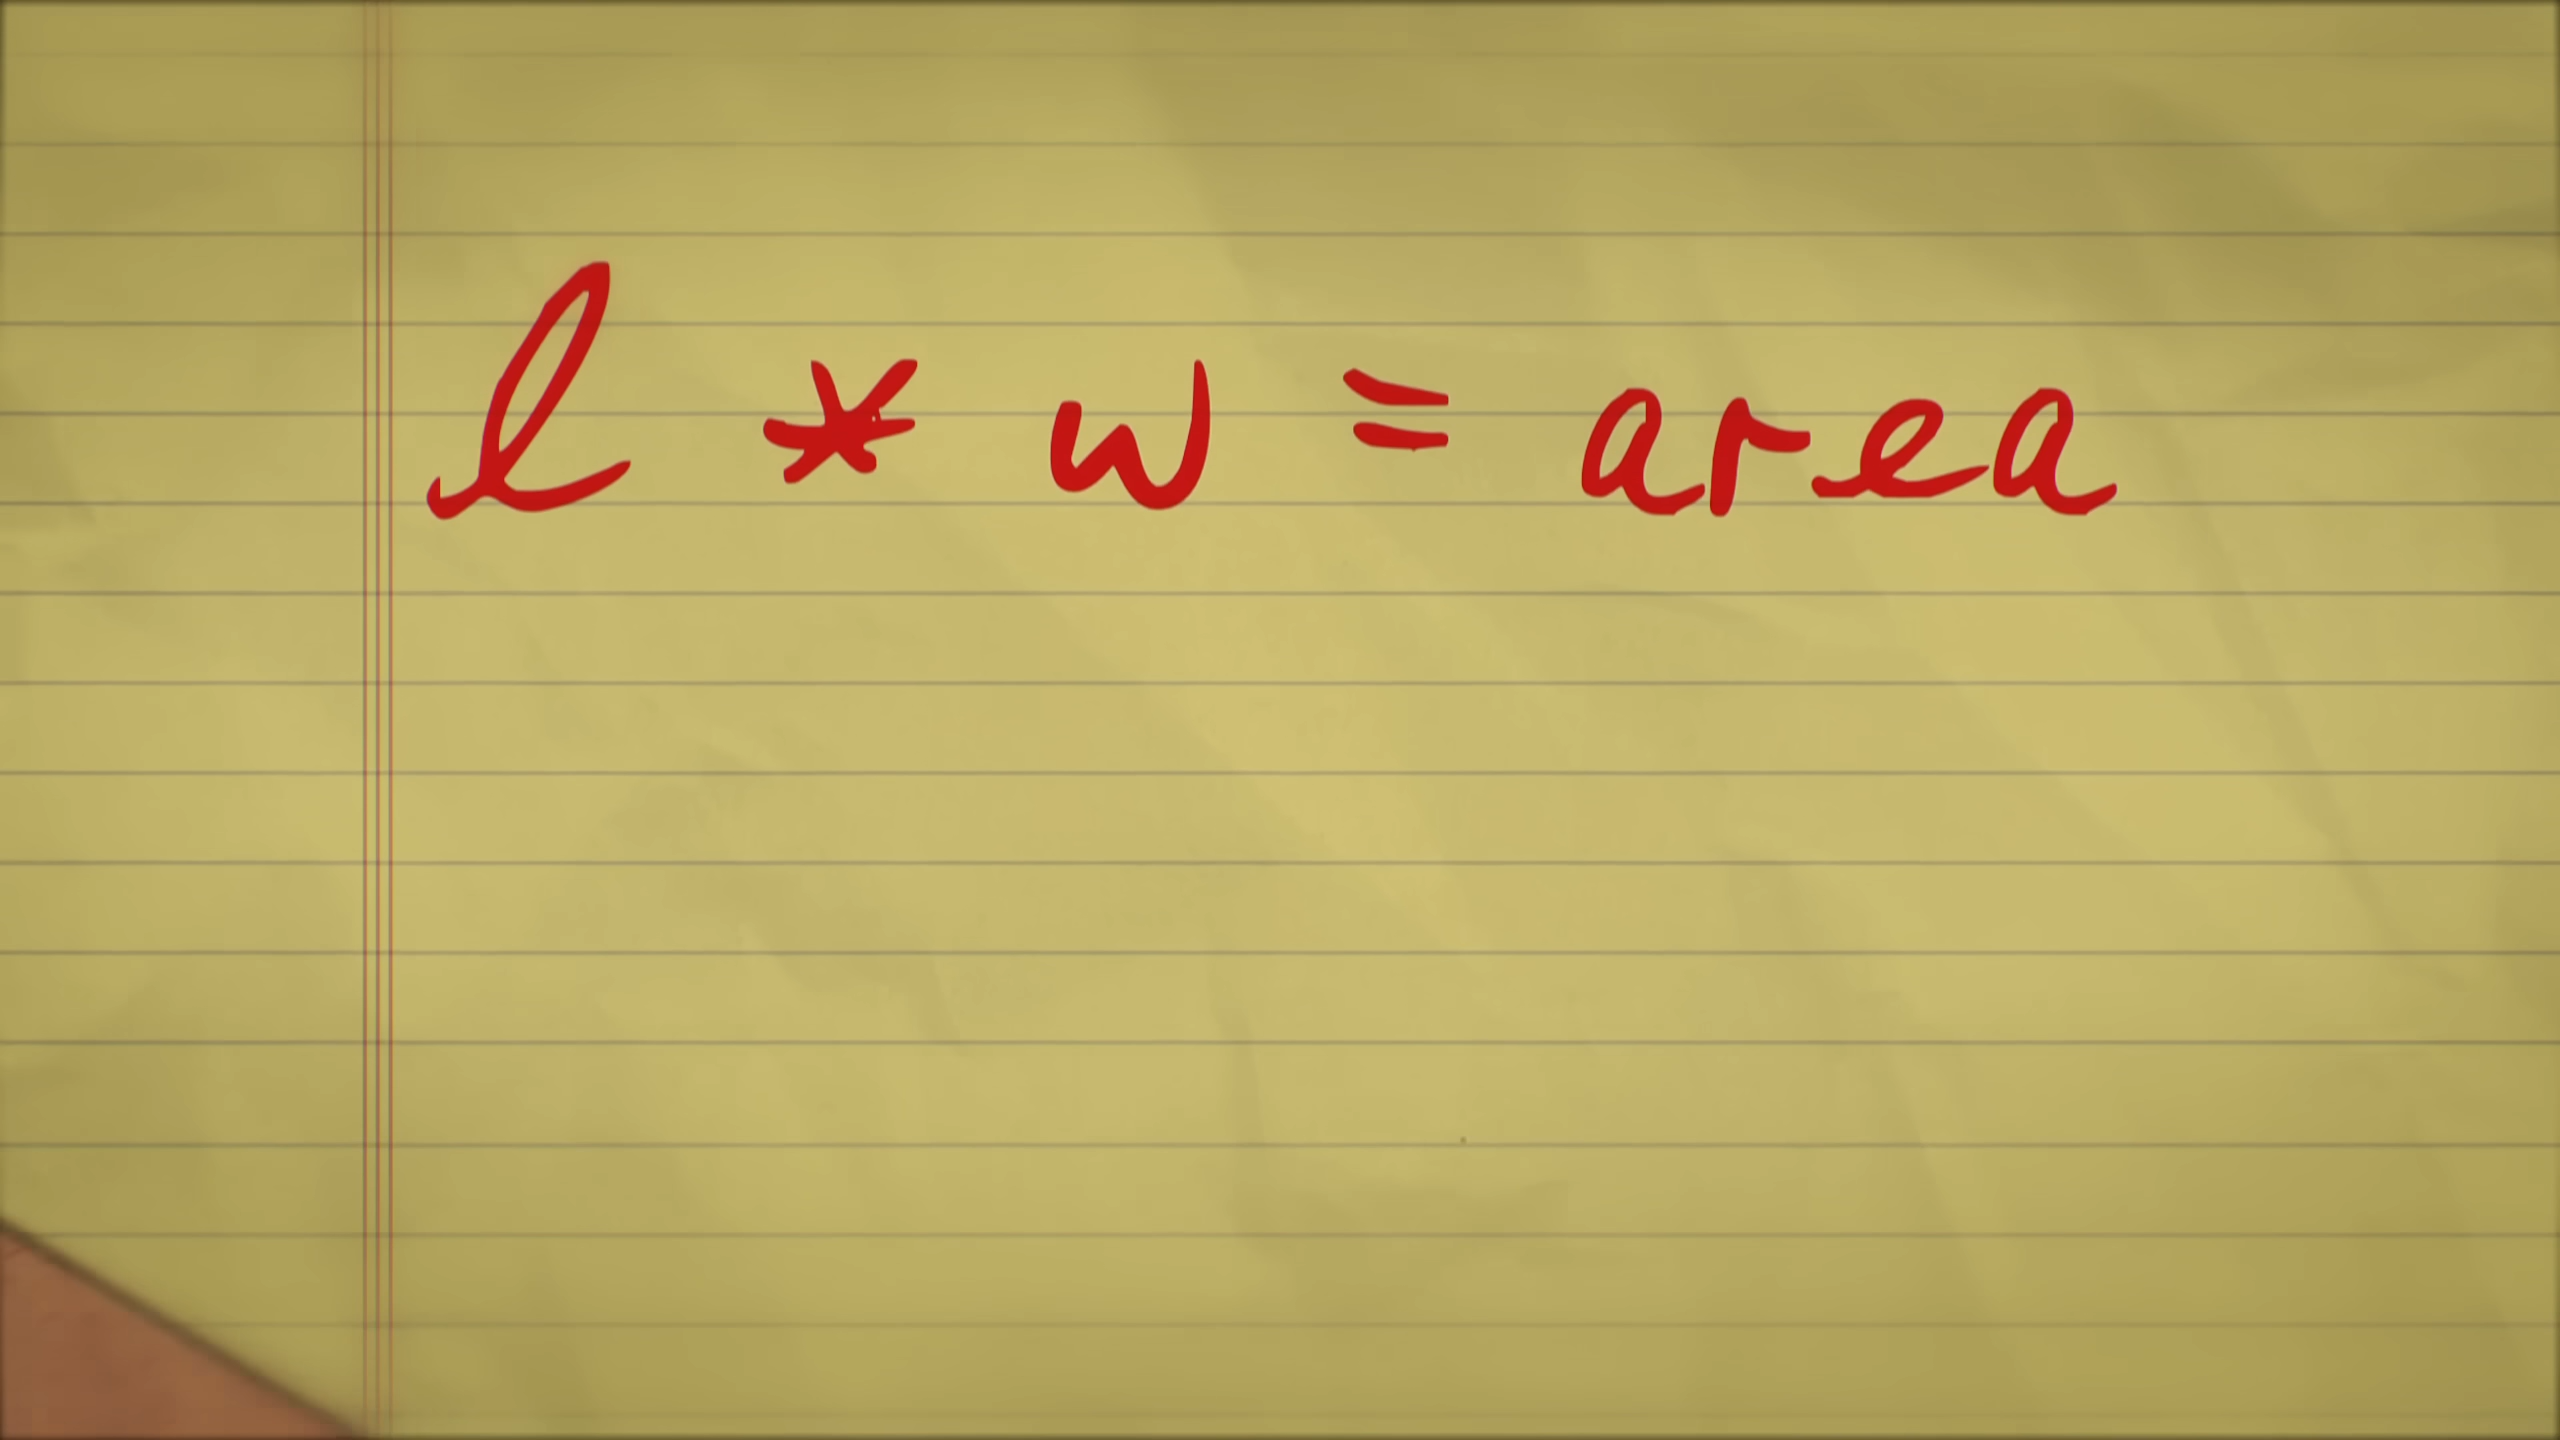 l * w = area